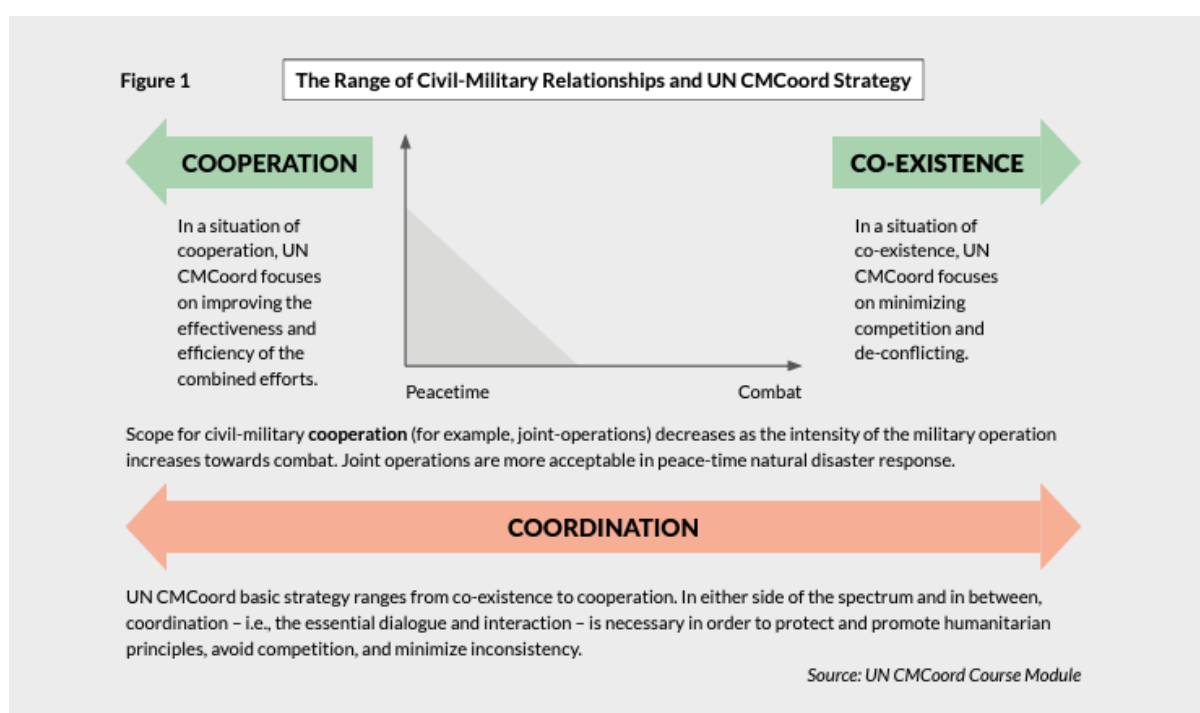 Figure 1
The Range of Civil-Military Relationships and UN CMCoord Strategy
COOPERATION
In a situation of
cooperation, UN
CMCoord focuses
on improving the
effectiveness and
efficiency of the
combined efforts.
Peacetime
Combat
CO-EXISTENCE
In a situation of
co-existence, UN
CMCoord focuses
on minimizing
competition and
de-conflicting.
Scope for civil-military cooperation (for example, joint-operations) decreases as the intensity of the military operation
increases towards combat. Joint operations are more acceptable in peace-time natural disaster response.
COORDINATION
UN CMCoord basic strategy ranges from co-existence to cooperation. In either side of the spectrum and in between,
coordination – i.e., the essential dialogue and interaction – is necessary in order to protect and promote humanitarian
principles, avoid competition, and minimize inconsistency.
Source: UN CMCoord Course Module